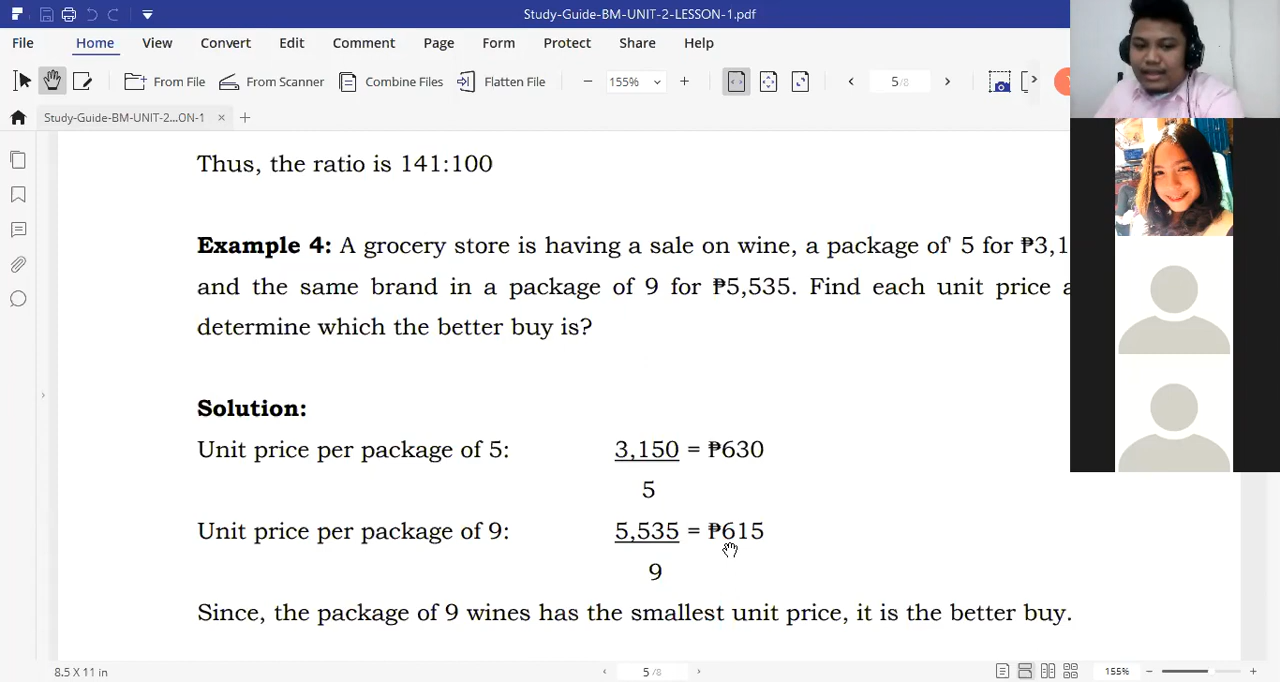 Study-Guide-BM-UNIT-2-LESSON-1.pdf
File Home View Convert Edit Comment Page Form Protect Share Help
From File From Scanner Combine Files Flatten File 155% 5/8
Study-Guide-BM-UNIT-2...ON-1
Thus, the ratio is 141:100
Example 4: A grocery store is having a sale on wine, a package of 5 for ₱3,1
and the same brand in a package of 9 for ₱5,535. Find each unit price
determine which the better buy is?
Solution:
Unit price per package of 5: 3,150 = ₱630
5
Unit price per package of 9: 5,535 = ₱615
9
Since, the package of 9 wines has the smallest unit price, it is the better buy.
8.5 X 11 in 5/8 155%